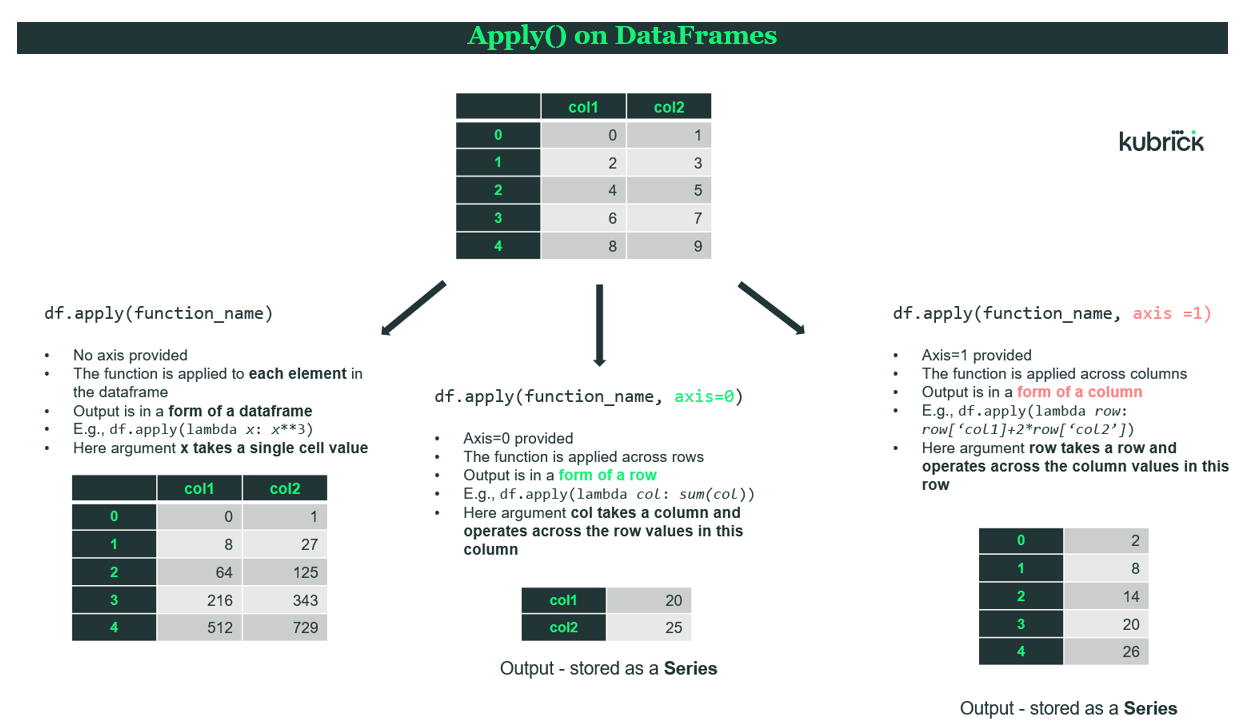 Apply() on DataFrames
col1 col2
0 0 1
1 2 3
2 4 5
3 6 7
4 8 9
kubrick
df.apply(function_name)
• No axis provided
• The function is applied to each element in
the dataframe
• Output is in a form of a dataframe
• E.g., df.apply(lambda x: x**3)
• Here argument x takes a single cell value
col1 col2
0 0 1
1 8 27
2 64 125
3 216 343
4 512 729
df.apply(function_name, axis=0)
• Axis=0 provided
• The function is applied across rows
• Output is in a form of a row
• E.g., df.apply(lambda col: sum(col))
• Here argument col takes a column and
operates across the row values in this
column
col1 20
col2 25
Output - stored as a Series
df.apply(function_name, axis =1)
• Axis=1 provided
• The function is applied across columns
• Output is in a form of a column
• E.g., df.apply(lambda row:
row[‘col1]+2*row[‘col2’])
• Here argument row takes a row and
operates across the column values in this
row
0 2
1 8
2 14
3 20
4 26
Output - stored as a Series